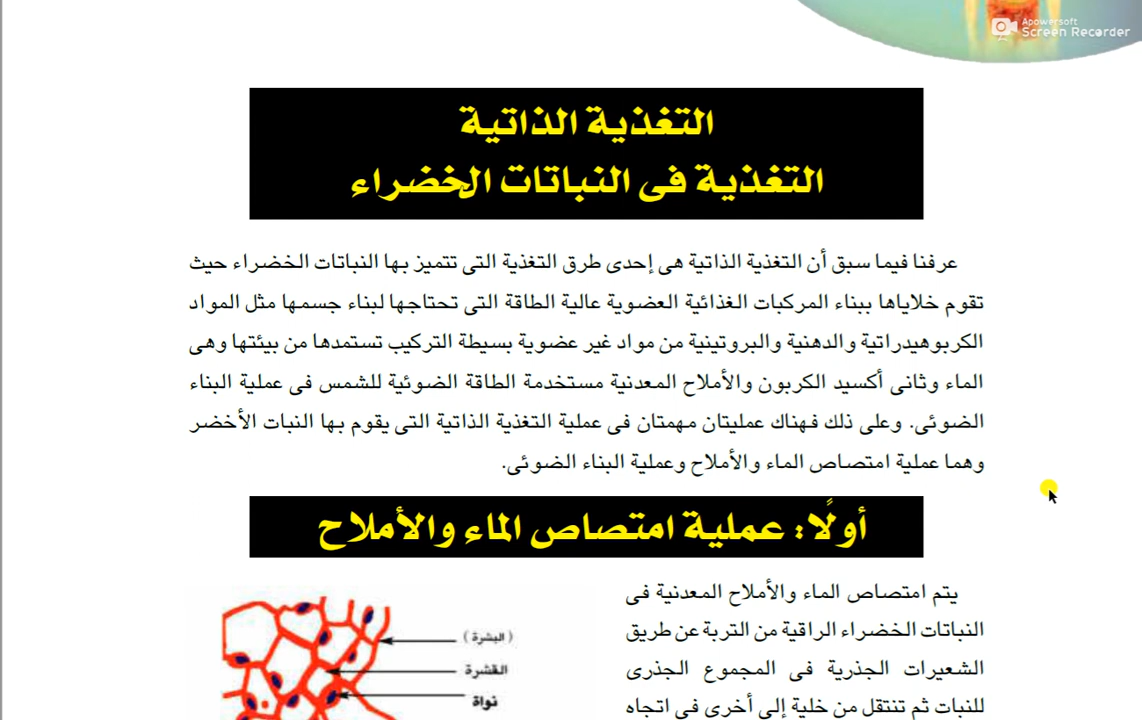 Apowersoft
Screen Recorder
التغذية الذاتية
التغذية فى النباتات الخضراء
عرفنا فيما سبق أن التغذية الذاتية هى إحدى طرق التغذية التى تتميز بها النباتات الخضراء حيث
تقوم خلاياها ببناء المركبات الغذائية العضوية عالية الطاقة التى تحتاجها لبناء جسمها مثل المواد
الكربوهيدراتية والدهنية والبروتينية من مواد غير عضوية بسيطة التركيب تستمدها من بيئتها وهى
الماء وثانى أكسيد الكربون والأملاح المعدنية مستخدمة الطاقة الضوئية للشمس فى عملية البناء
الضوئى. وعلى ذلك فهناك عمليتان مهمتان فى عملية التغذية الذاتية التى يقوم بها النبات الأخضر
وهما عملية امتصاص الماء والأملاح وعملية البناء الضوئى.
أولًا: عملية امتصاص الماء والأملاح
يتم امتصاص الماء والأملاح المعدنية فى
النباتات الخضراء الراقية من التربة عن طريق
الشعيرات الجذرية فى المجموع الجذرى
للنبات ثم تنتقل من خلية إلى أخرى فى اتجاه
(البشرة)
القشرة
نواة